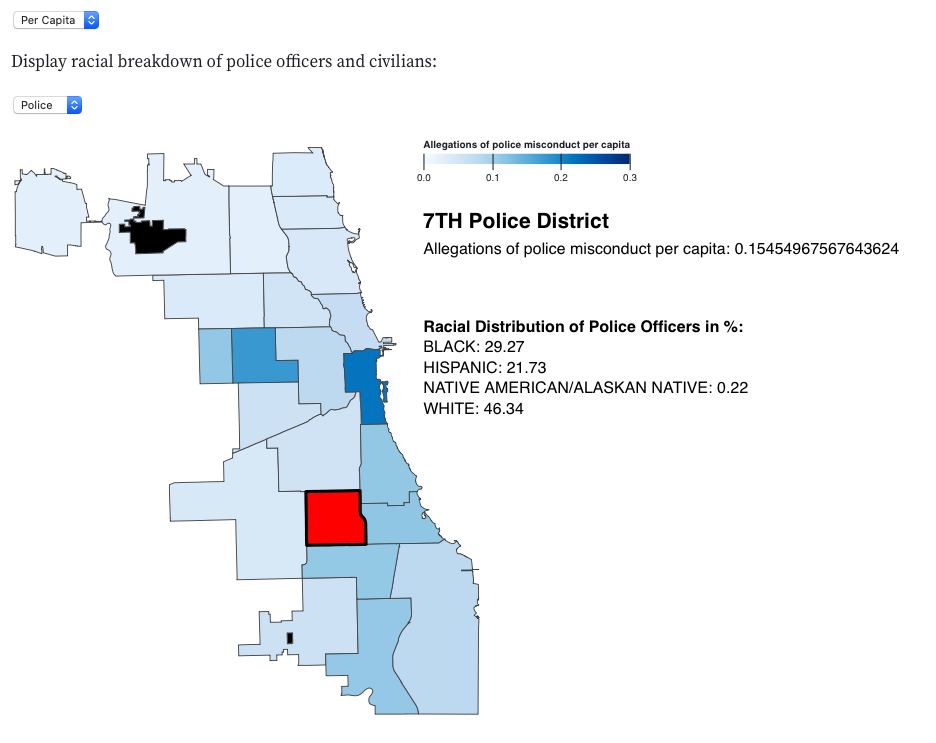 Per Capita
Display racial breakdown of police officers and civilians:
Police
Allegations of police misconduct per capita
0.0 0.1 0.2 0.3
7TH Police District
Allegations of police misconduct per capita: 0.15454967567643624
Racial Distribution of Police Officers in %:
BLACK: 29.27
HISPANIC: 21.73
NATIVE AMERICAN/ALASKAN NATIVE: 0.22
WHITE: 46.34